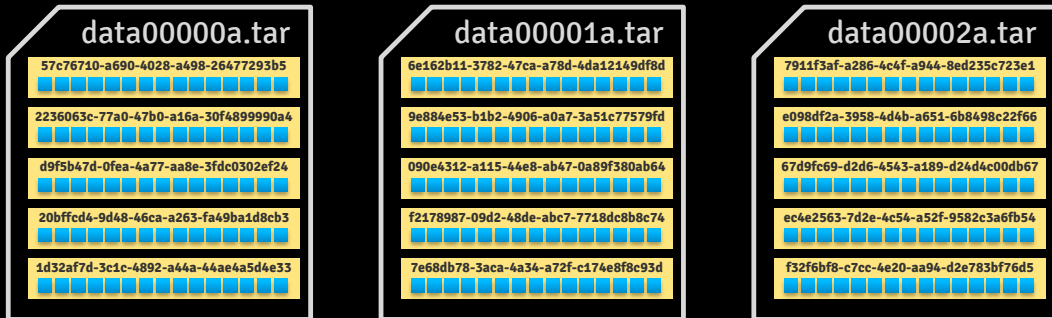 data00000a.tar
57c76710-a690-4028-a498-26477293b5
2236063c-77a0-47b0-a16a-30f4899990a4
d9f5b47d-0fea-4a77-aa8e-3fdc0302ef24
20bffcd4-9d48-46ca-a263-fa49ba1d8cb3
1d32af7d-3c1c-4892-a44a-44ae4a5d4e33
data00001a.tar
6e162b11-3782-47ca-a78d-4da12149df8d
9e884e53-b1b2-4906-a0a7-3a51c77579fd
090e4312-a115-44e8-ab47-0a89f380ab64
f2178987-09d2-48de-abc7-7718dc8b8c74
7e68db78-3aca-4a34-a72f-c174e8f8c93d
data00002a.tar
7911f3af-a286-4c4f-a944-8ed235c723e1
e098df2a-3958-4d4b-a651-6b8498c22f66
67d9fc69-d2d6-4543-a189-d24d4c00db67
ec4e2563-7d2e-4c54-a52f-9582c3a6fb54
f32f6bf8-c7cc-4e20-aa94-d2e783bf76d5